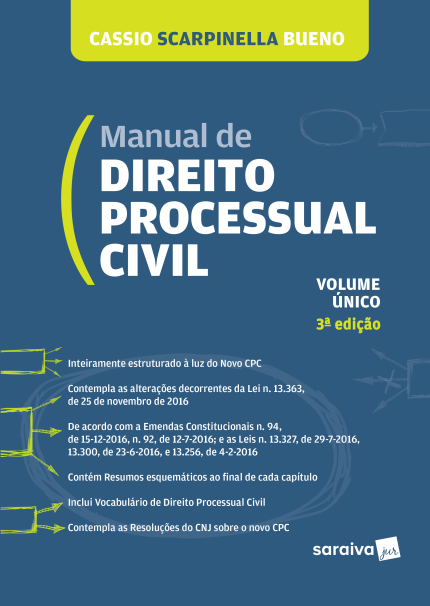 CASSIO SCARPINELLA BUENO
Manual de
DIREITO
PROCESSUAL
CIVIL
VOLUME
ÚNICO
3ª edição
Inteiramente estruturado à luz do Novo CPC
Contempla as alterações decorrentes da Lei n. 13.363,
de 25 de novembro de 2016
De acordo com a Emendas Constitucionais n. 94,
de 15-12-2016, n. 92, de 12-7-2016; e as Leis n. 13.327, de 29-7-2016,
13.300, de 23-6-2016, e 13.256, de 4-2-2016
Contém Resumos esquemáticos ao final de cada capítulo
Inclui Vocabulário de Direito Processual Civil
Contempla as Resoluções do CNJ sobre o novo CPC
saraiva jur